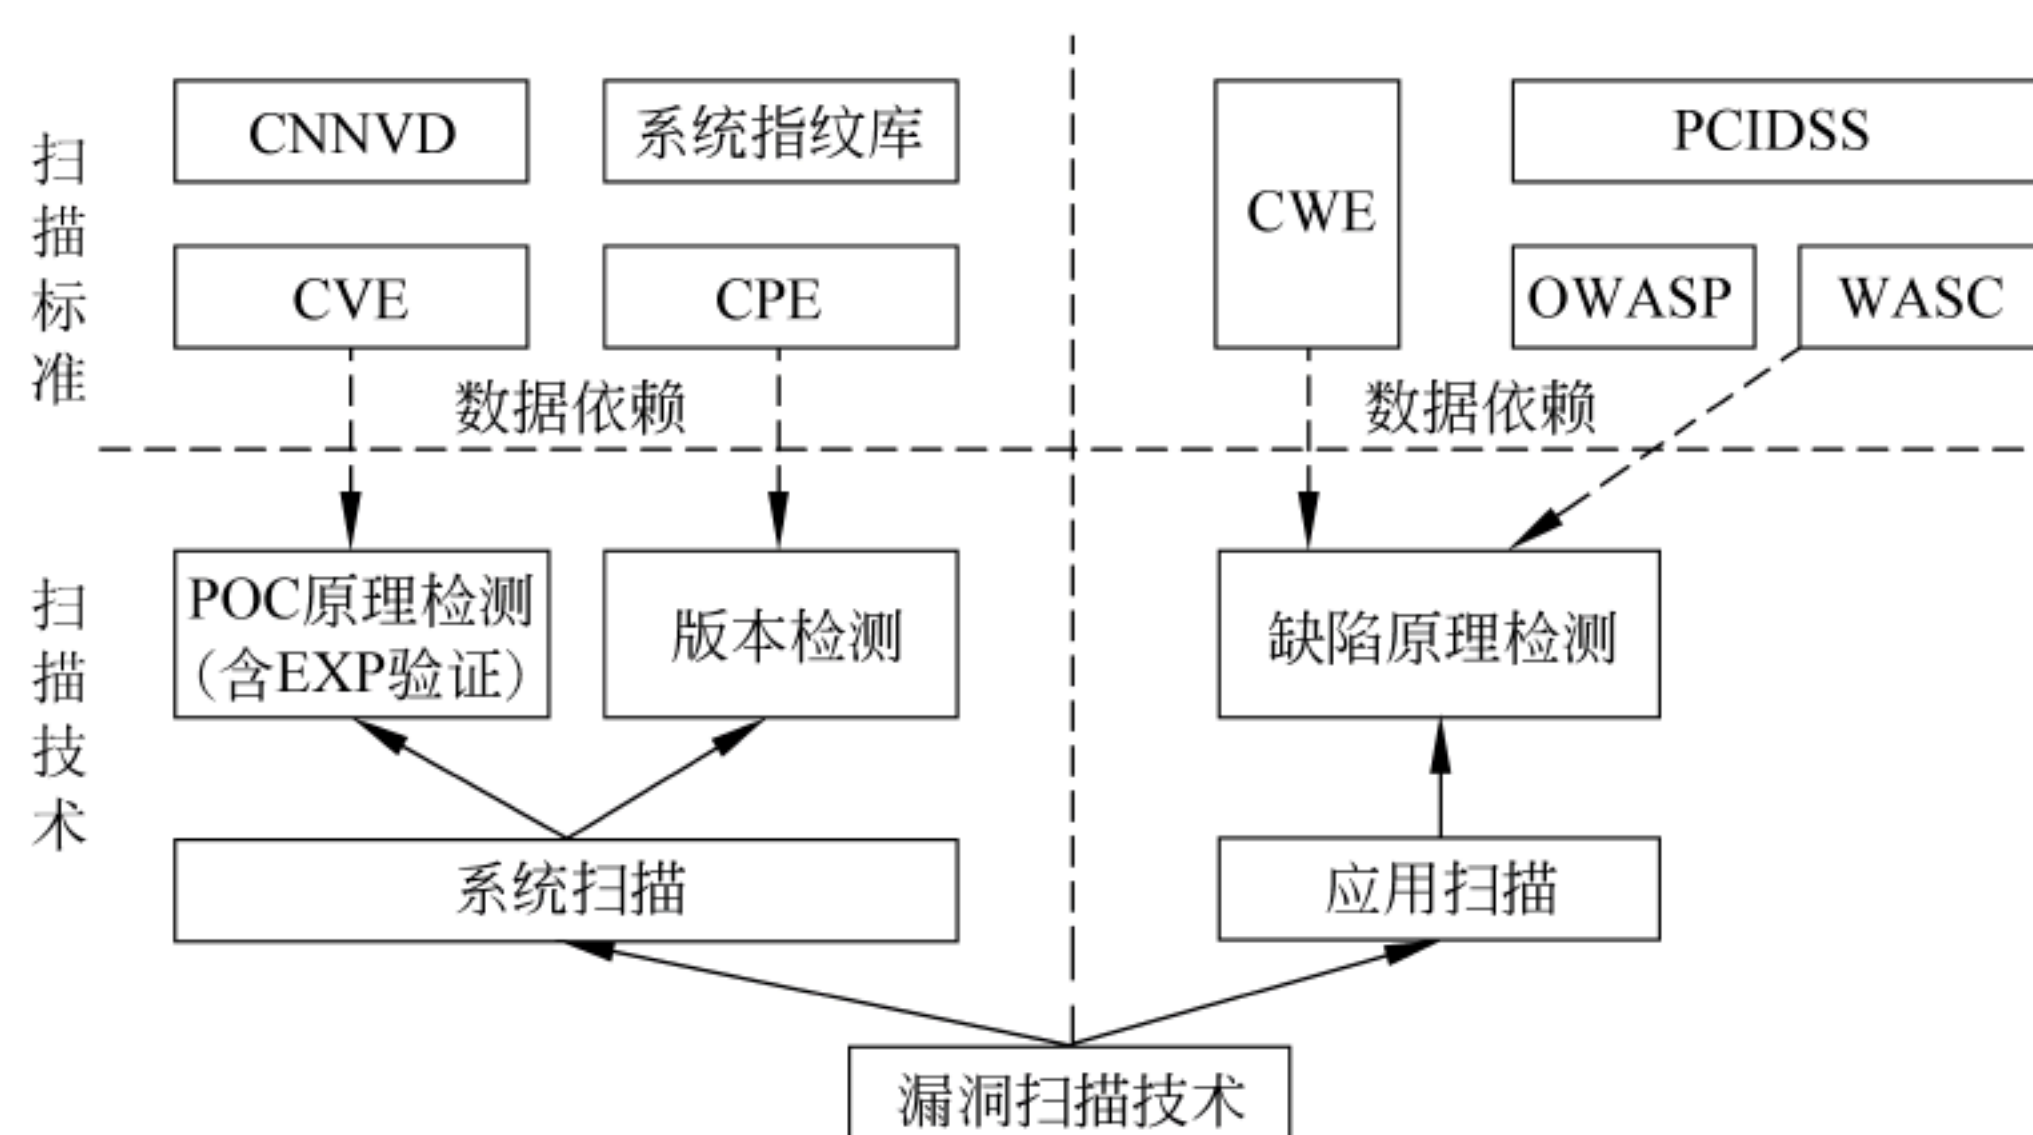 扫描标准
CNNVD
系统指纹库
CVE
CPE
数据依赖
CWE
PCIDSS
OWASP
WASC
数据依赖
扫描技术
POC原理检测
（含EXP验证）
版本检测
缺陷原理检测
系统扫描
应用扫描
漏洞扫描技术